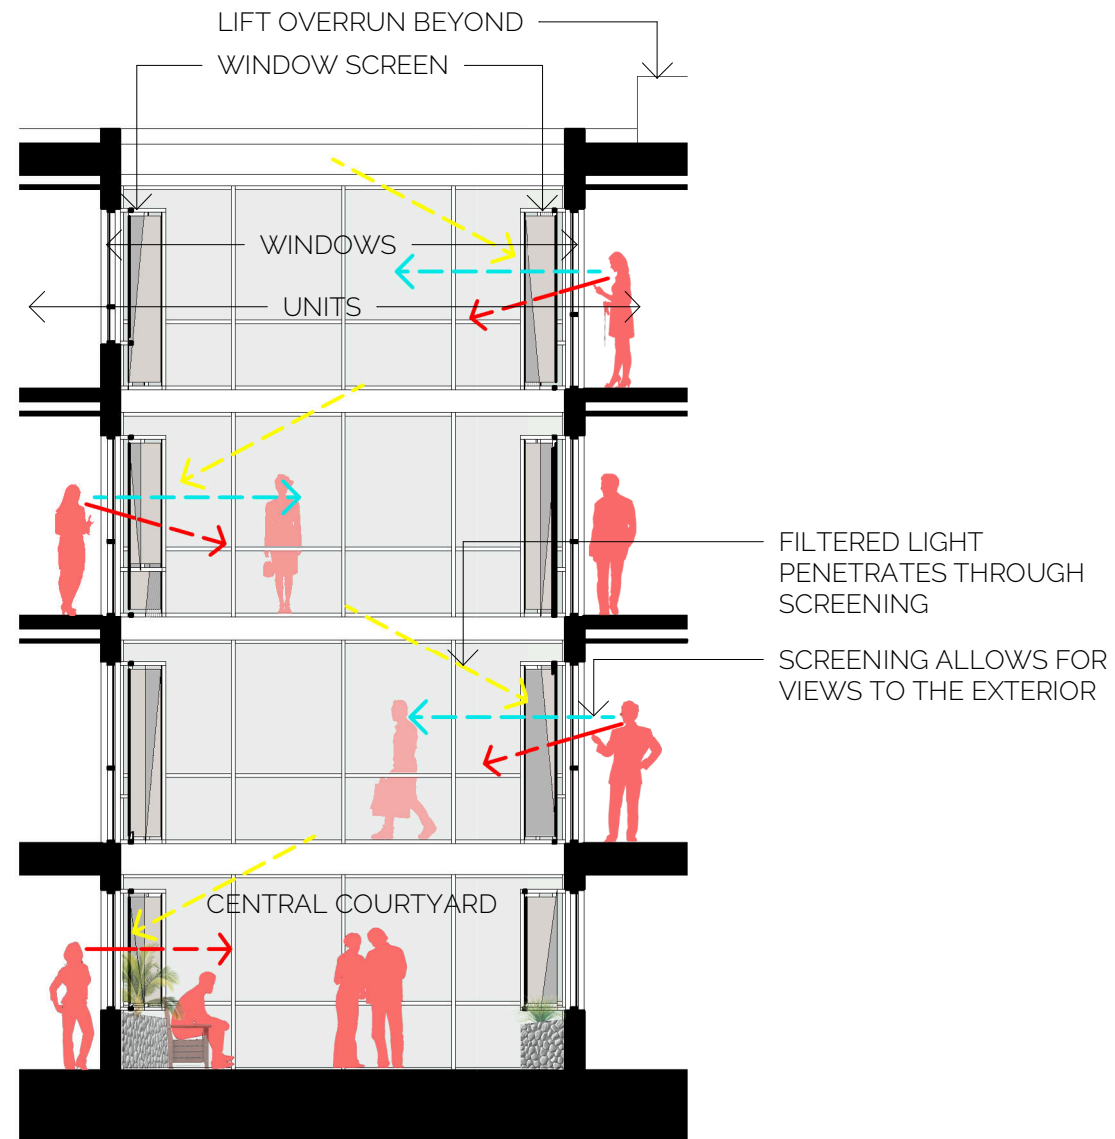 LIFT OVERRUN BEYOND
WINDOW SCREEN
WINDOWS
UNITS
FILTERED LIGHT
PENETRATES THROUGH
SCREENING
SCREENING ALLOWS FOR
VIEWS TO THE EXTERIOR
CENTRAL COURTYARD